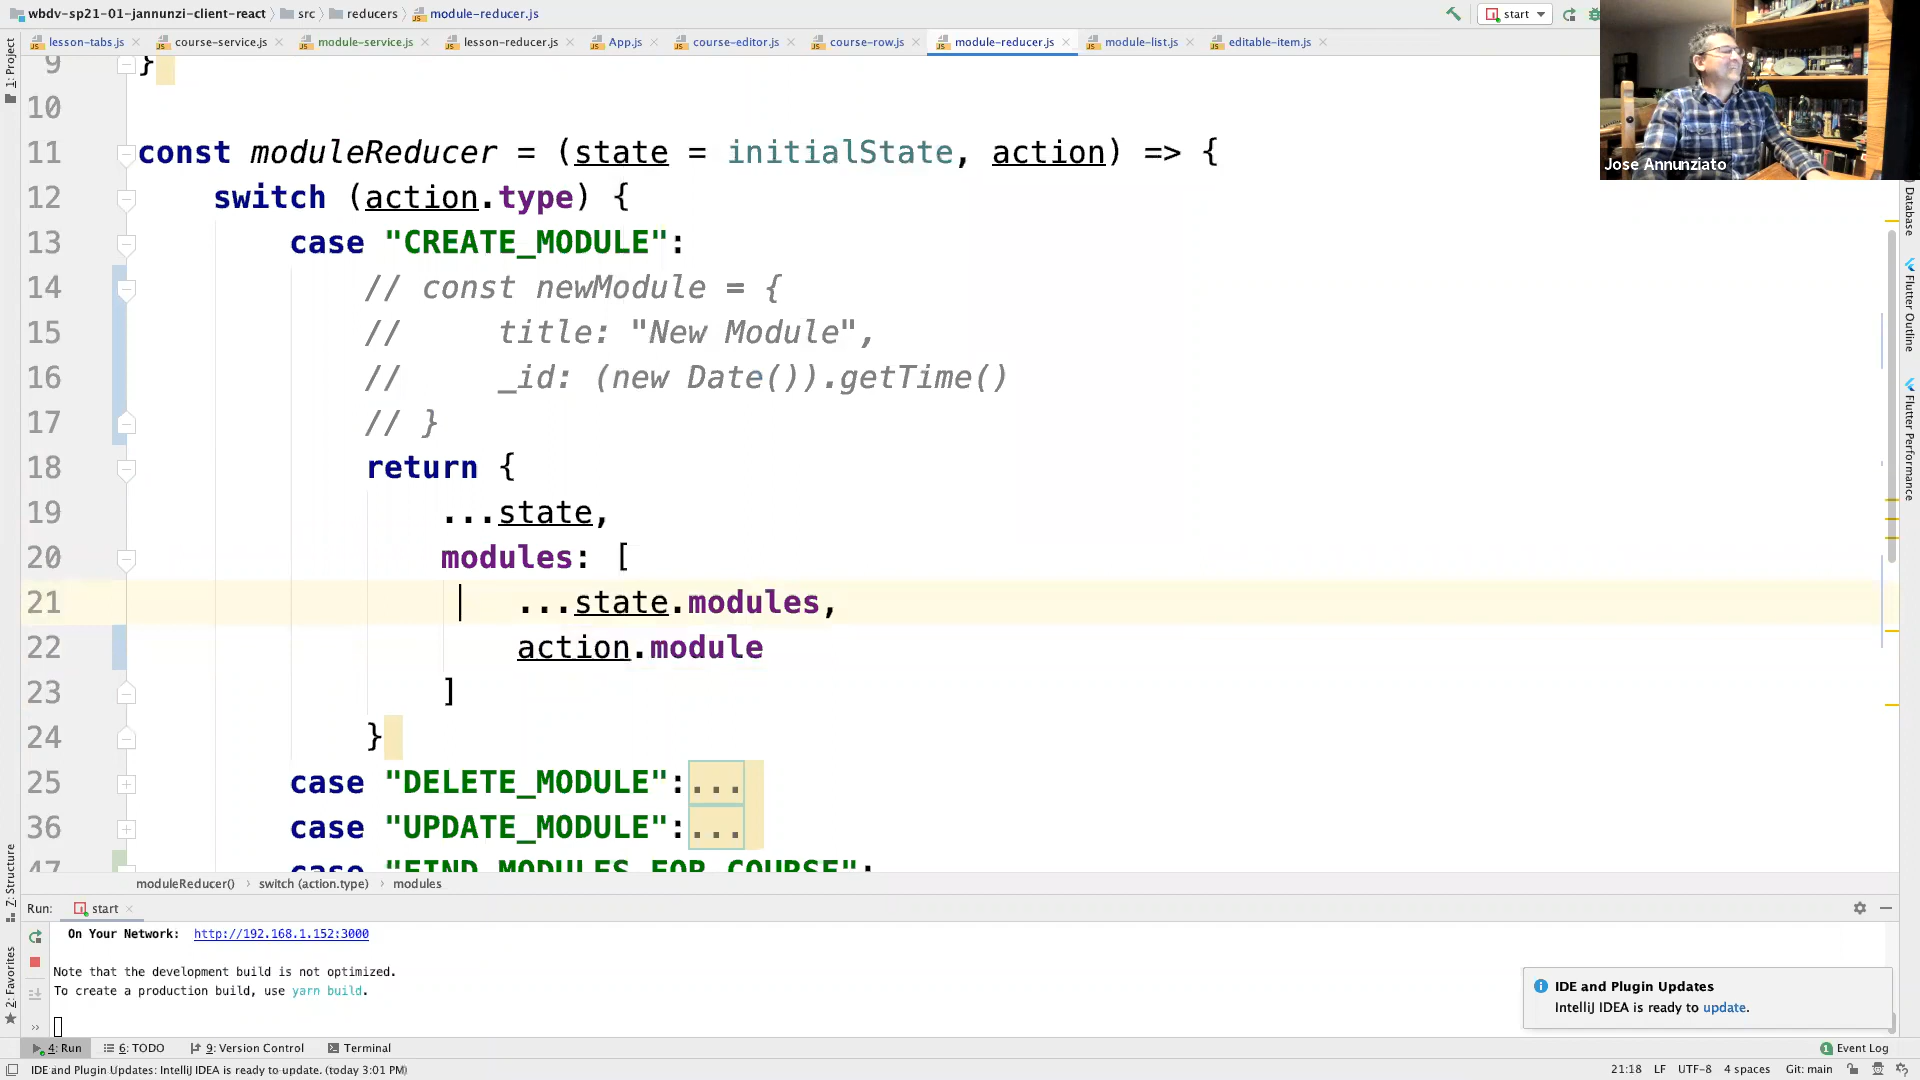 wbdv-sp21-01-jannunzi-client-react > src > reducers > module-reducer.js
start
lesson-tabs.js course-service.js module-service.js lesson-reducer.js App.js course-editor.js course-row.js module-reducer.js module-list.js editable-item.js
1: Project
Jose Annunziato
Database
Flutter Outline
Flutter Performance
9 }
10
11 const moduleReducer = (state = initialState, action) => {
12 switch (action.type) {
13 case "CREATE_MODULE":
14 // const newModule = {
15 // title: "New Module",
16 // _id: (new Date()).getTime()
17 // }
18 return {
19 ...state,
20 modules: [
21 ...state.modules,
22 action.module
23 ]
24 }
25 case "DELETE_MODULE":...
36 case "UPDATE_MODULE":...
47 case "FIND_MODULES_FOR_COURSE":
moduleReducer() > switch (action.type) > modules
7: Structure
2: Favorites
Run: start
On Your Network: http://192.168.1.152:3000
Note that the development build is not optimized.
To create a production build, use yarn build.
IDE and Plugin Updates
IntelliJ IDEA is ready to update.
4: Run 6: TODO 9: Version Control Terminal
1 Event Log
IDE and Plugin Updates: IntelliJ IDEA is ready to update. (today 3:01 PM)
21:18 LF UTF-8 4 spaces Git: main